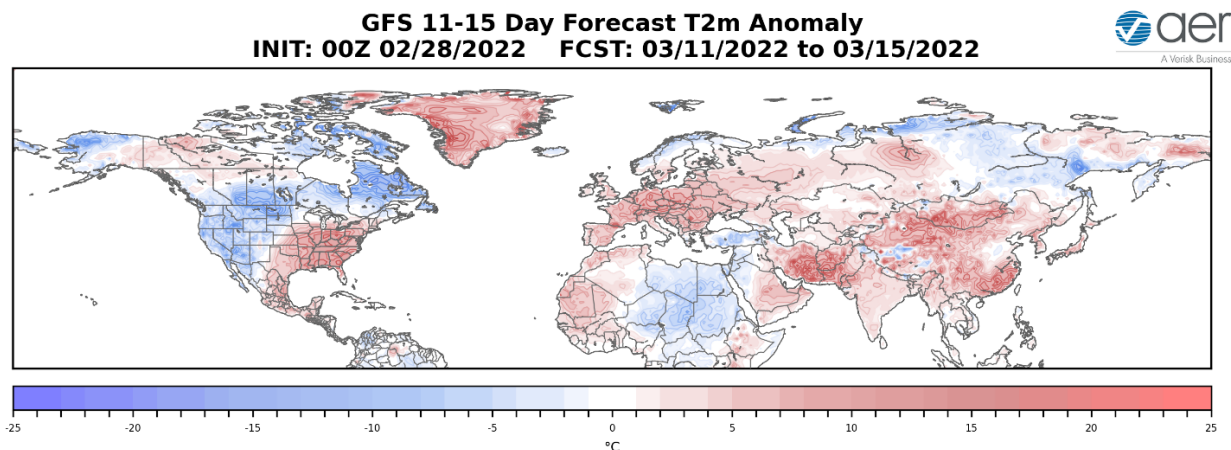 GFS 11-15 Day Forecast T2m Anomaly
INIT: 00Z 02/28/2022 FCST: 03/11/2022 to 03/15/2022
aer
A Verisk Business
-25 -20 -15 -10 -5 0 5 10 15 20 25
°C